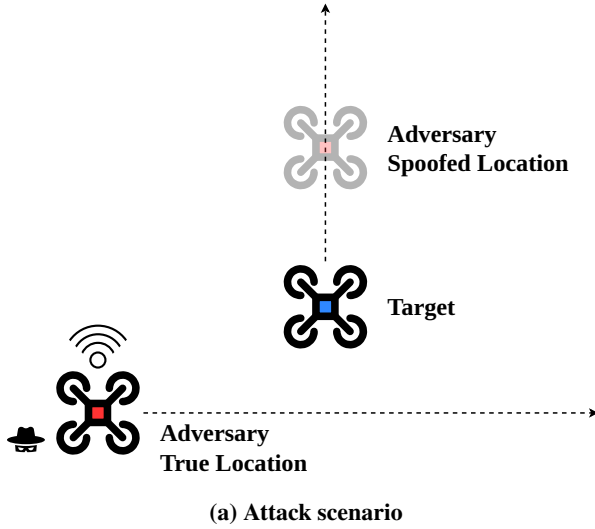 Adversary
Spoofed Location
Target
Adversary
True Location
(a) Attack scenario